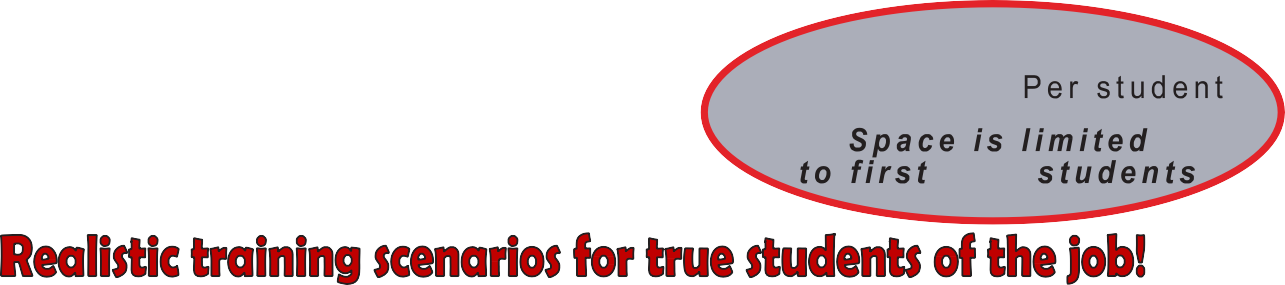 Per student
Space is limited
to first students
Realistic training scenarios for true students of the job!